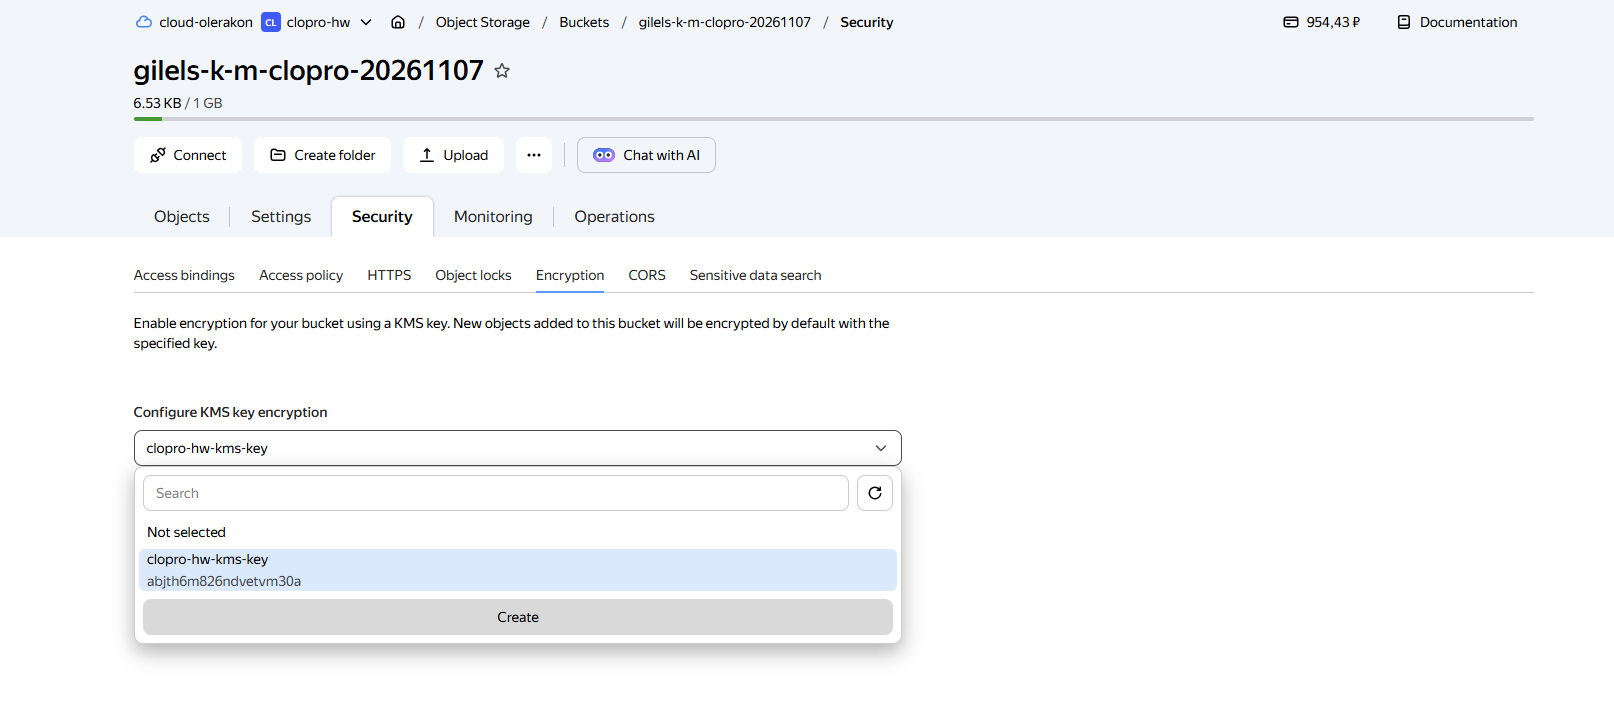 cloud-olerakon CL clopro-hw / Object Storage / Buckets / gilels-k-m-clopro-20261107 / Security 954,43 ₽ Documentation
gilels-k-m-clopro-20261107
6.53 KB / 1 GB
Connect Create folder Upload Chat with AI
Objects Settings Security Monitoring Operations
Access bindings Access policy HTTPS Object locks Encryption CORS Sensitive data search
Enable encryption for your bucket using a KMS key. New objects added to this bucket will be encrypted by default with the
specified key.
Configure KMS key encryption
clopro-hw-kms-key
Search
Not selected
clopro-hw-kms-key
abjth6m826ndvetvm30a
Create